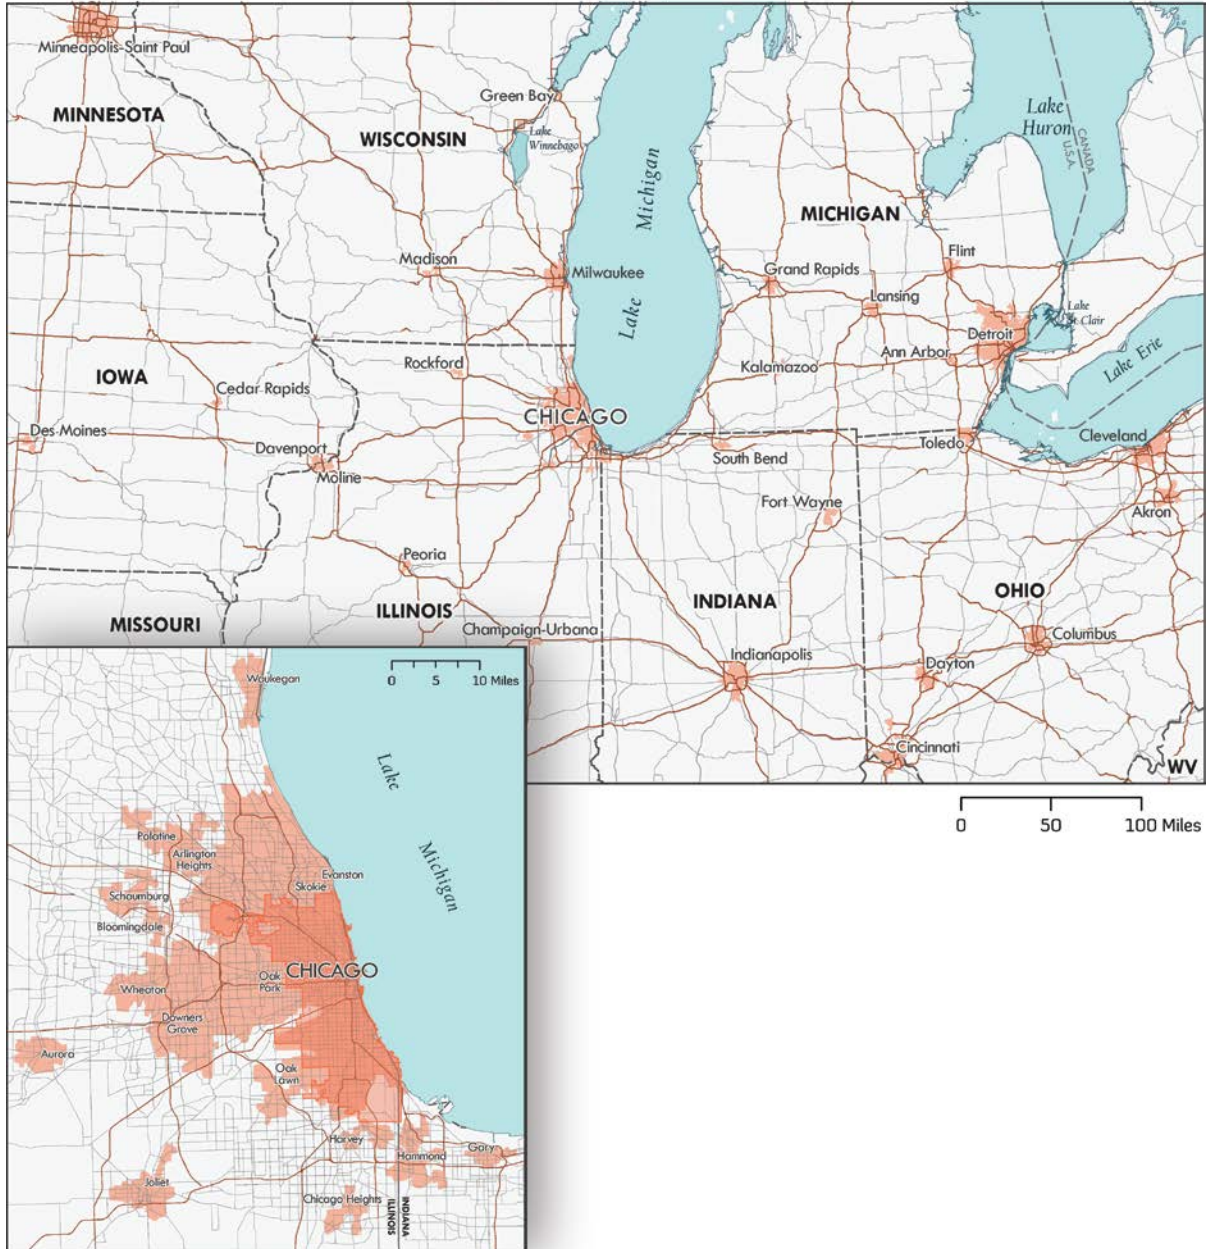 Minneapolis-Saint Paul
MINNESOTA
WISCONSIN
Green Bay
Lake
Winnebago
Lake
Michigan
Lake
Huron
CANADA
U.S.A.
MICHIGAN
Madison
Milwaukee
Grand Rapids
Flint
Lansing
Lake
St Clair
Detroit
Ann Arbor
Lake Erie
Rockford
Kalamazoo
IOWA
Cedar Rapids
CHICAGO
Des Moines
Davenport
Moline
South Bend
Toledo
Cleveland
Fort Wayne
Akron
Peoria
ILLINOIS
INDIANA
OHIO
MISSOURI
Champaign-Urbana
Columbus
Indianapolis
Dayton
Cincinnati
WV
0 50 100 Miles
0 5 10 Miles
Waukegan
Lake
Michigan
Palatine
Arlington
Heights
Evanston
Skokie
Schaumburg
Bloomingdale
CHICAGO
Oak
Park
Wheaton
Downers
Grove
Aurora
Oak
Lawn
Harvey
Hammond
Gary
Joliet
Chicago Heights
ILLINOIS
INDIANA